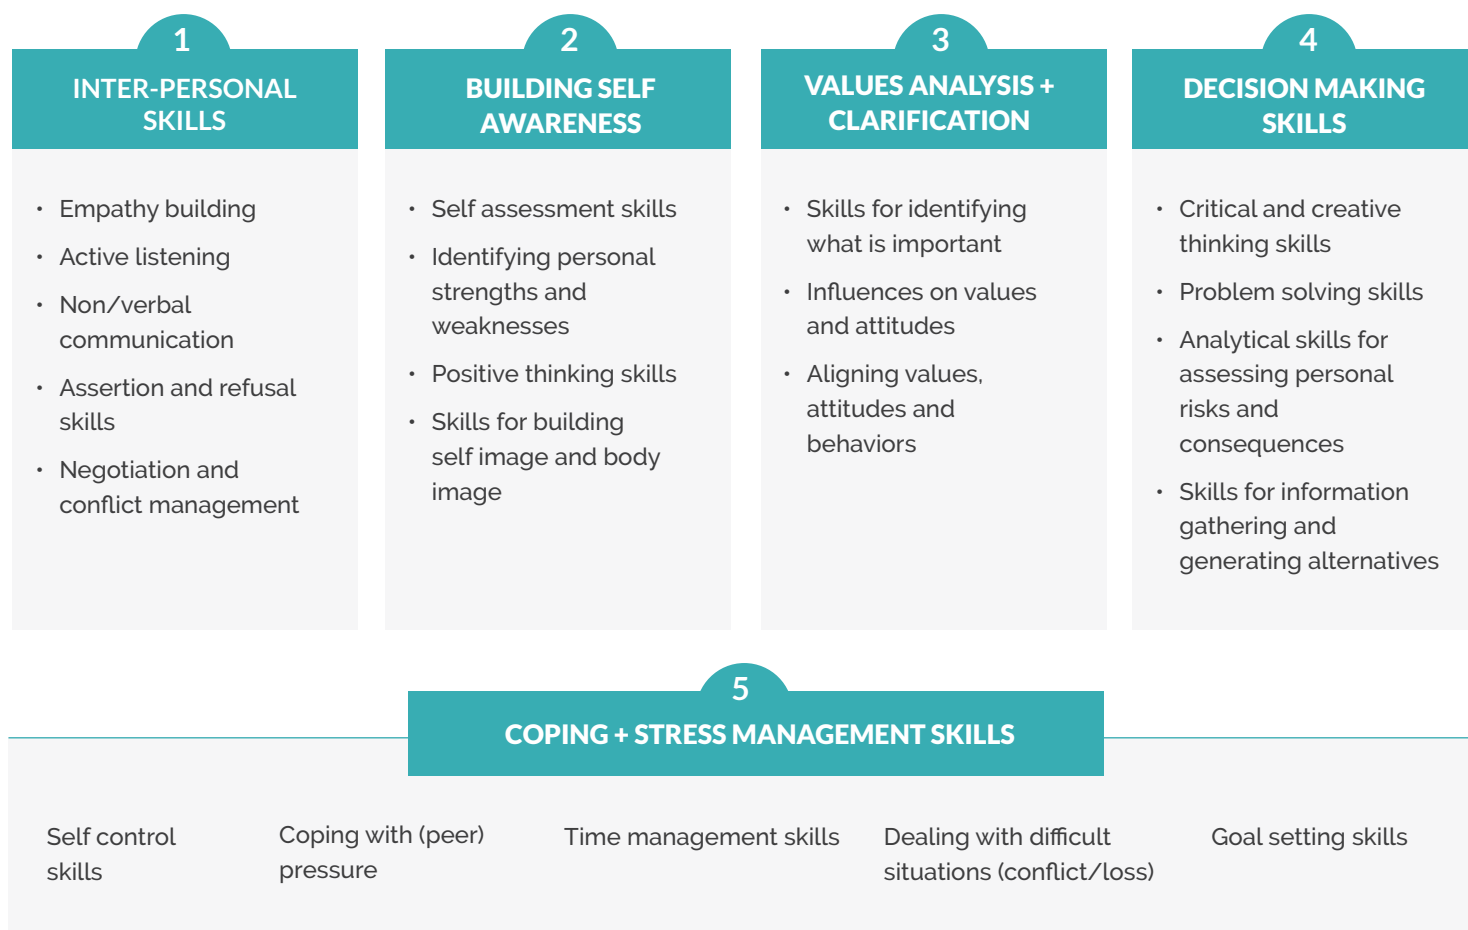 1
INTER-PERSONAL
SKILLS
• Empathy building
• Active listening
• Non/verbal
communication
• Assertion and refusal
skills
• Negotiation and
conflict management
2
BUILDING SELF
AWARENESS
• Self assessment skills
• Identifying personal
strengths and
weaknesses
• Positive thinking skills
• Skills for building
self image and body
image
3
VALUES ANALYSIS +
CLARIFICATION
• Skills for identifying
what is important
• Influences on values
and attitudes
• Aligning values,
attitudes and
behaviors
4
DECISION MAKING
SKILLS
• Critical and creative
thinking skills
• Problem solving skills
• Analytical skills for
assessing personal
risks and
consequences
• Skills for information
gathering and
generating alternatives
5
COPING + STRESS MANAGEMENT SKILLS
Self control
skills
Coping with (peer)
pressure
Time management skills
Dealing with difficult
situations (conflict/loss)
Goal setting skills